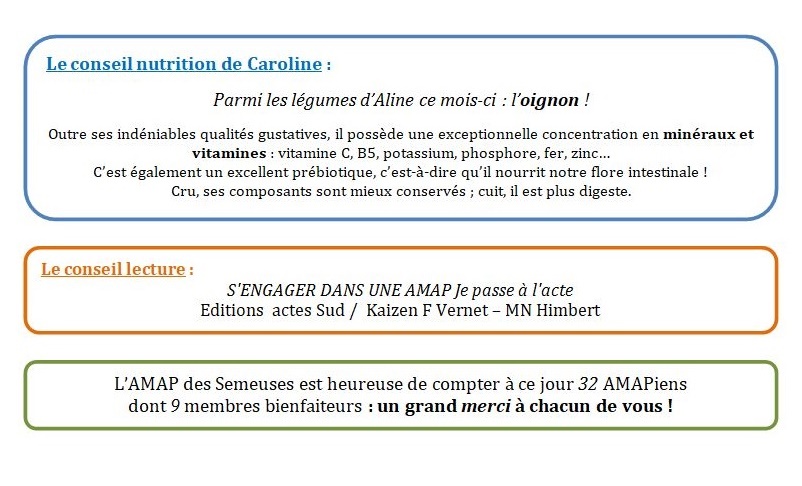 Le conseil nutrition de Caroline :
Parmi les légumes d’Aline ce mois-ci : l’oignon !
Outre ses indéniables qualités gustatives, il possède une exceptionnelle concentration en minéraux et
vitamines : vitamine C, B5, potassium, phosphore, fer, zinc…
C’est également un excellent prébiotique, c’est-à-dire qu’il nourrit notre flore intestinale !
Cru, ses composants sont mieux conservés ; cuit, il est plus digeste.
Le conseil lecture :
S'ENGAGER DANS UNE AMAP Je passe à l'acte
Editions  actes Sud /  Kaizen F Vernet – MN Himbert
L’AMAP des Semeuses est heureuse de compter à ce jour 32 AMAPiens
dont 9 membres bienfaiteurs : un grand merci à chacun de vous !